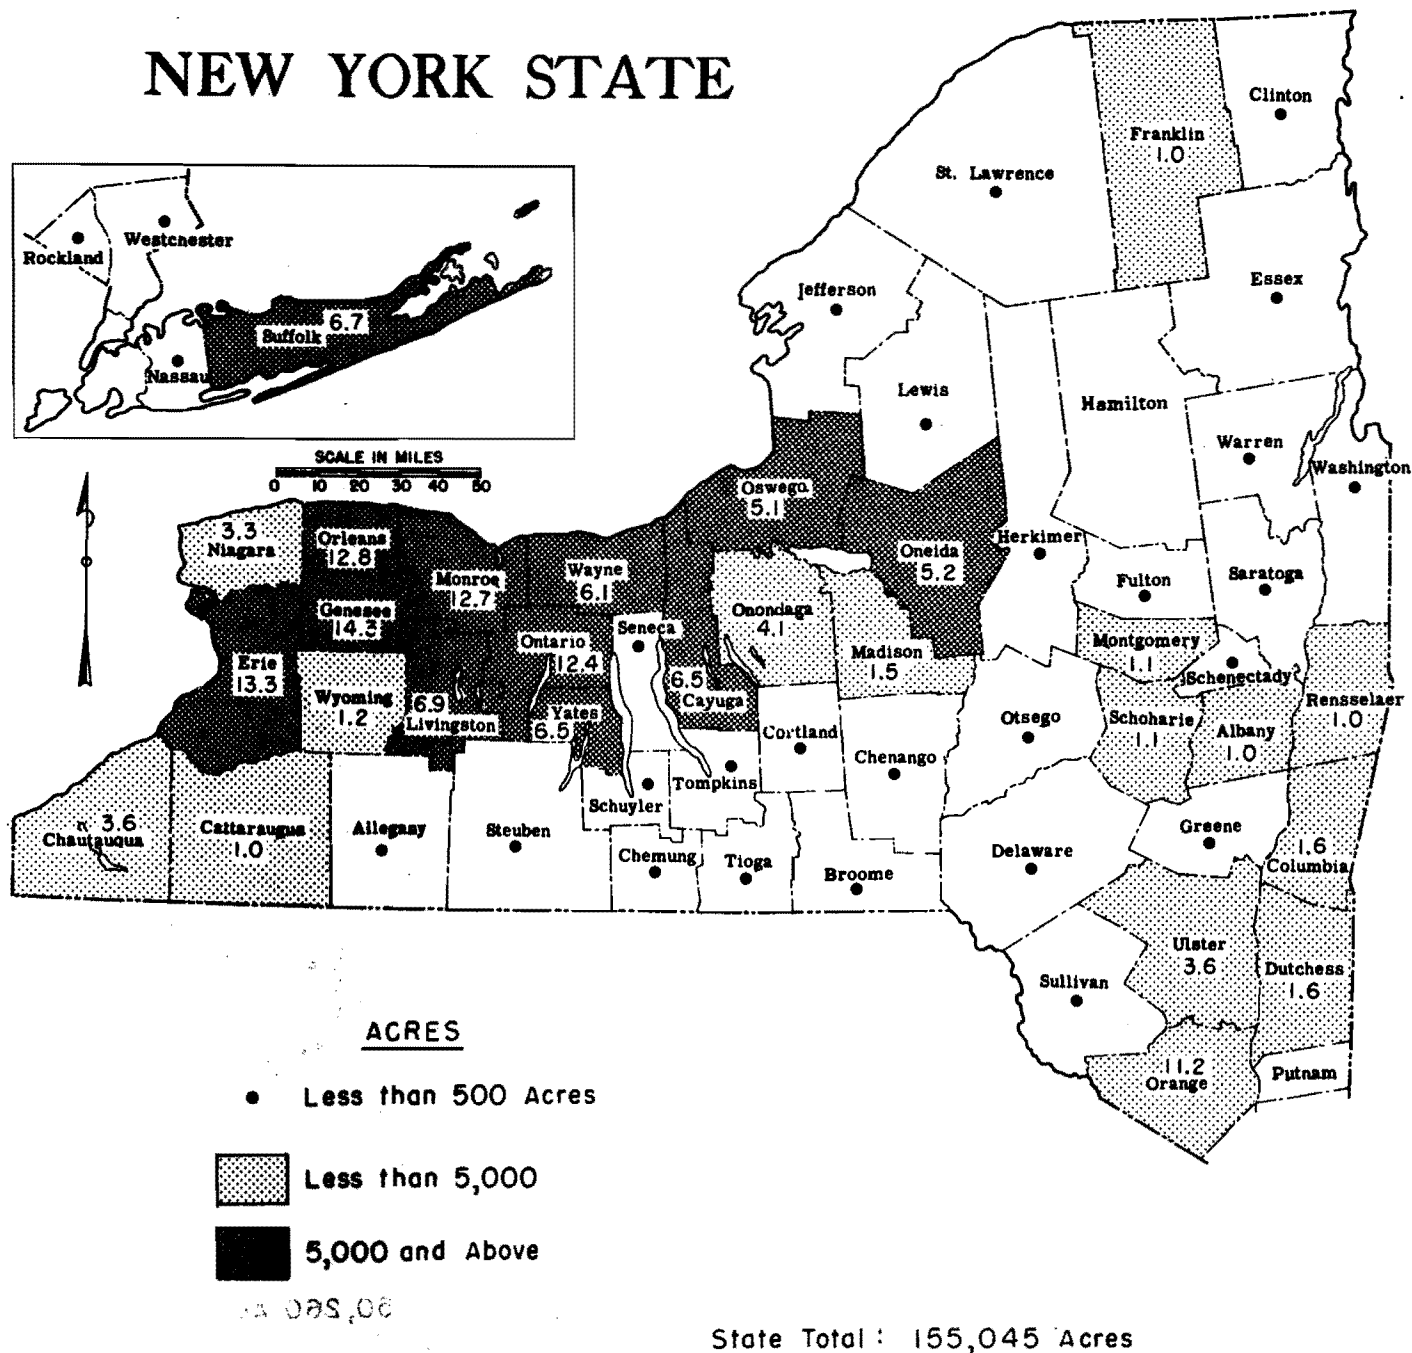 NEW YORK STATE
Clinton
Franklin
1.0
St. Lawrence
Westchester
Rockland
Essex
Jefferson
6.7
Suffolk
Nassau
Lewis
Hamilton
Warren
Washington
SCALE IN MILES
0 10 20 30 40 50
Oswego
5.1
3.3
Niagara
Orleans
12.8
Herkimer
Oneida
5.2
Wayne
6.1
Monroe
12.7
Fulton
Saratoga
Genesee
14.3
Onondaga
4.1
Seneca
Ontario
12.4
Montgomery
1.1
Madison
1.5
Erie
13.3
Schenectady
6.5
Cayuga
Wyoming
1.2
6.9
Livingston
Yates
6.5
Rensselaer
1.0
Otsego
Schoharie
1.1
Albany
1.0
Cortland
Chenango
Tompkins
Schuyler
3.6
Chautauqua
Cattaraugua
1.0
Allegany
Steuben
Greene
Chemung
Tioga
Broome
Delaware
1.6
Columbia
Ulster
3.6
Dutchess
1.6
Sullivan
11.2
Orange
Putnam
ACRES
Less than 500 Acres
Less than 5,000
5,000 and Above
State Total: 155,045 Acres